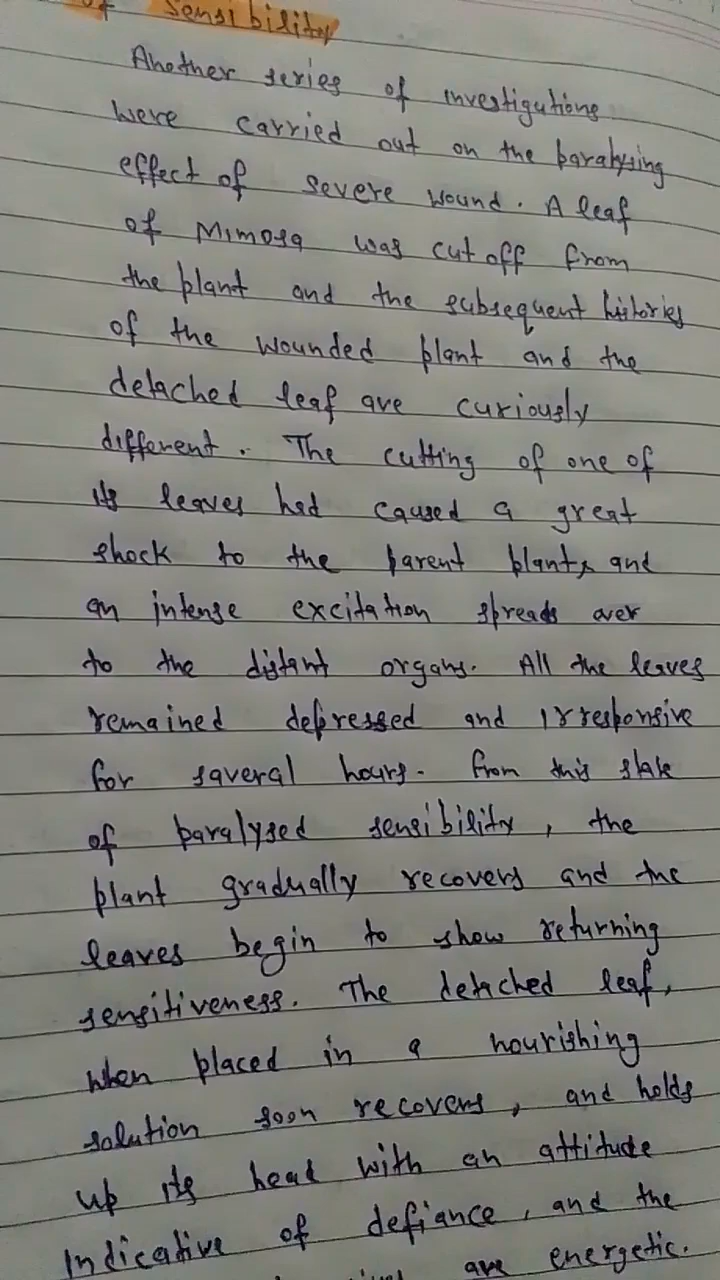 of sensibility
Another series of investigations
were carried out on the paralysing
effect of severe wound. A leaf
of Mimosa was cut off from
the plant and the subsequent histories
of the wounded plant and the
detached leaf are curiously
different. The cutting of one of
its leaves had caused a great
shock to the parent plant, and
an intense excitation spreads over
to the distant organs. All the leaves
remained depressed and irresponsive
for saveral hours. From this state
of paralysed sensibility, the
plant gradually recovers and the
leaves begin to show returning
sensitiveness. The detached leaf,
when placed in a nourishing
solution soon recovers, and holds
up its head with an attitude
indicative of defiance, and the
are energetic.